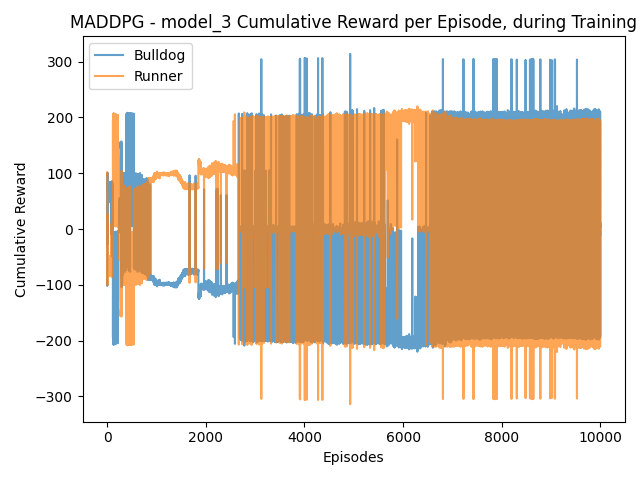 MADDPG - model_3 Cumulative Reward per Episode, during Training
Bulldog
Runner
Cumulative Reward
300
200
100
0
−100
−200
−300
0 2000 4000 6000 8000 10000
Episodes